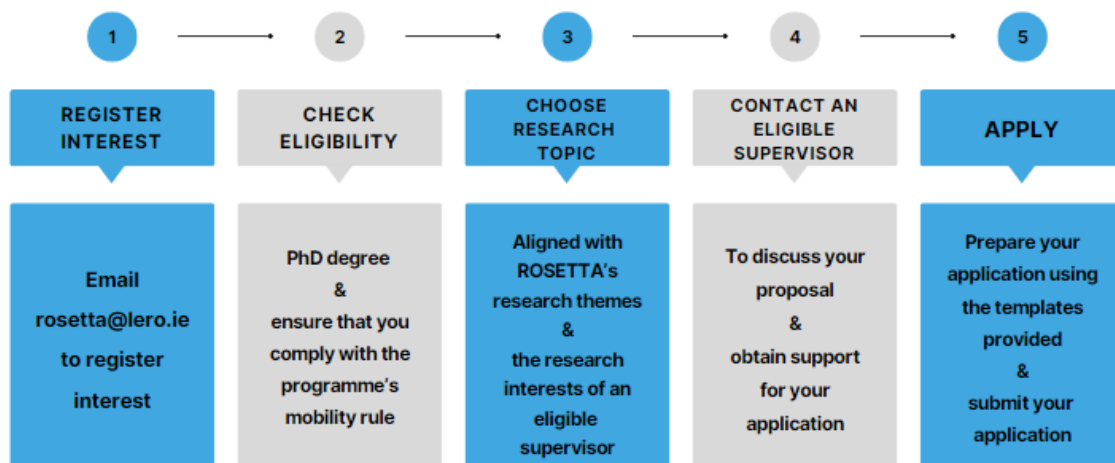 1
2
3
4
5
REGISTER
INTEREST
CHECK
ELIGIBILITY
CHOOSE
RESEARCH
TOPIC
CONTACT AN
ELIGIBLE
SUPERVISOR
APPLY
Email
rosetta@lero.ie
to register
interest
PhD degree
&
ensure that you
comply with the
programme's
mobility rule
Aligned with
ROSETTA's
research themes
&
the research
interests of an
eligible
supervisor
To discuss your
proposal
&
obtain support
for your
application
Prepare your
application using
the templates
provided
&
submit your
application